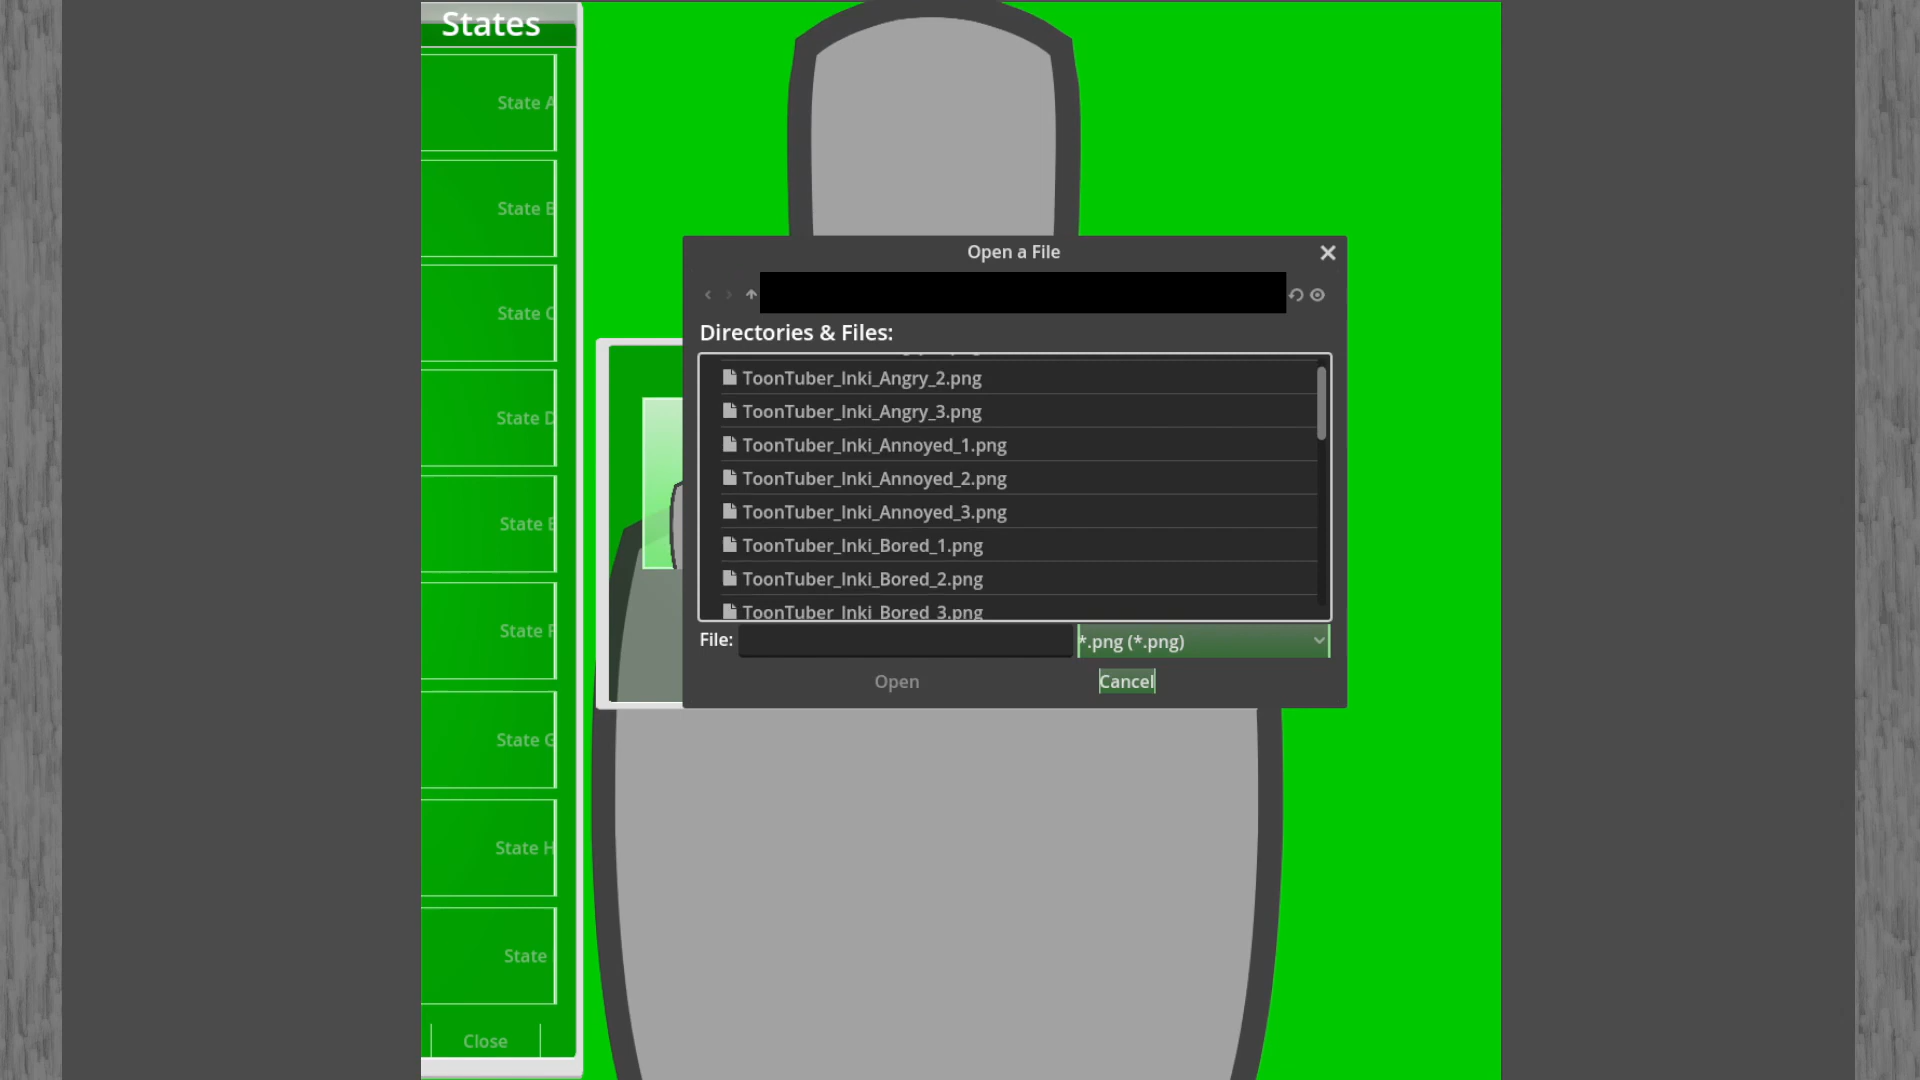 States
State A
State B
State C
State D
State E
State F
State G
State H
State
Close
Open a File
Directories & Files:
ToonTuber_Inki_Angry_2.png
ToonTuber_Inki_Angry_3.png
ToonTuber_Inki_Annoyed_1.png
ToonTuber_Inki_Annoyed_2.png
ToonTuber_Inki_Annoyed_3.png
ToonTuber_Inki_Bored_1.png
ToonTuber_Inki_Bored_2.png
ToonTuber_Inki_Bored_3.png
File:
*.png (*.png)
Open
Cancel